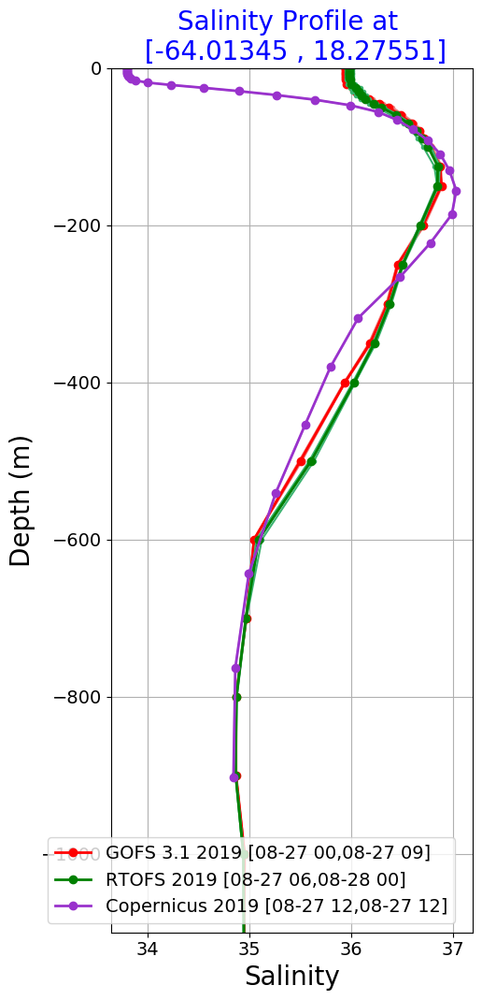 Salinity Profile at
[-64.01345 , 18.27551]
0
−200
−400
−600
−800
−1000
Depth (m)
GOFS 3.1 2019 [08-27 00,08-27 09]
RTOFS 2019 [08-27 06,08-28 00]
Copernicus 2019 [08-27 12,08-27 12]
34
35
36
37
Salinity